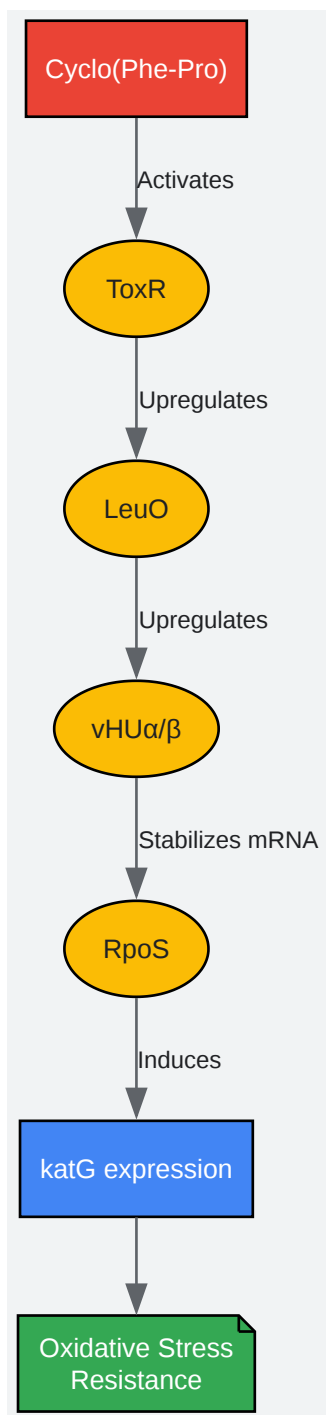 Cyclo(Phe-Pro)
Activates
ToxR
Upregulates
LeuO
Upregulates
vHUα/β
Stabilizes mRNA
RpoS
Induces
katG expression
Oxidative Stress
Resistance